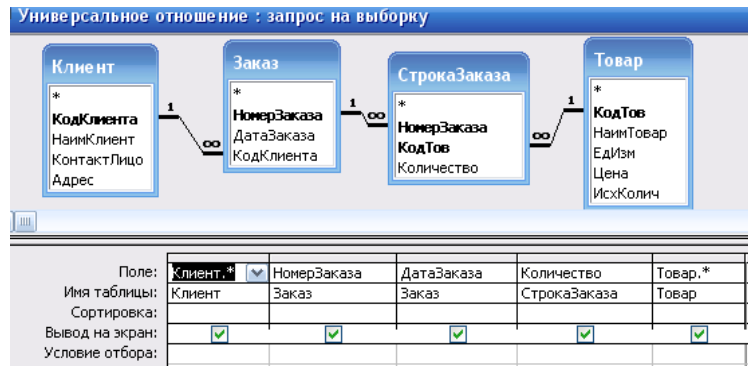 Универсальное отношение : запрос на выборку
Клиент
*
КодКлиента
НаимКлиент
КонтактЛицо
Адрес
1
∞
Заказ
*
НомерЗаказа
ДатаЗаказа
КодКлиента
1
∞
СтрокаЗаказа
*
НомерЗаказа
КодТов
Количество
∞
1
Товар
*
КодТов
НаимТовар
ЕдИзм
Цена
ИсхКолич
Поле: Клиент.* НомерЗаказа ДатаЗаказа Количество Товар.*
Имя таблицы: Клиент Заказ Заказ СтрокаЗаказа Товар
Сортировка:
Вывод на экран:
Условие отбора: